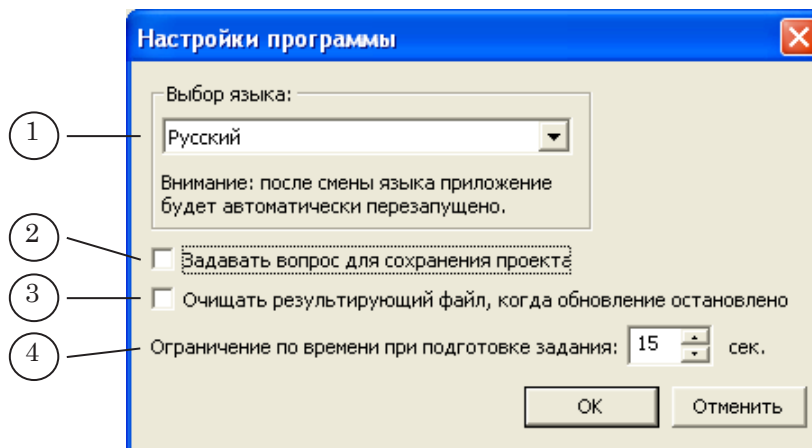 Настройки программы
Выбор языка:
1
Русский
Внимание: после смены языка приложение
будет автоматически перезапущено.
2
Задавать вопрос для сохранения проекта
3
Очищать результирующий файл, когда обновление остановлено
4
Ограничение по времени при подготовке задания: 15 сек.
ОК Отменить